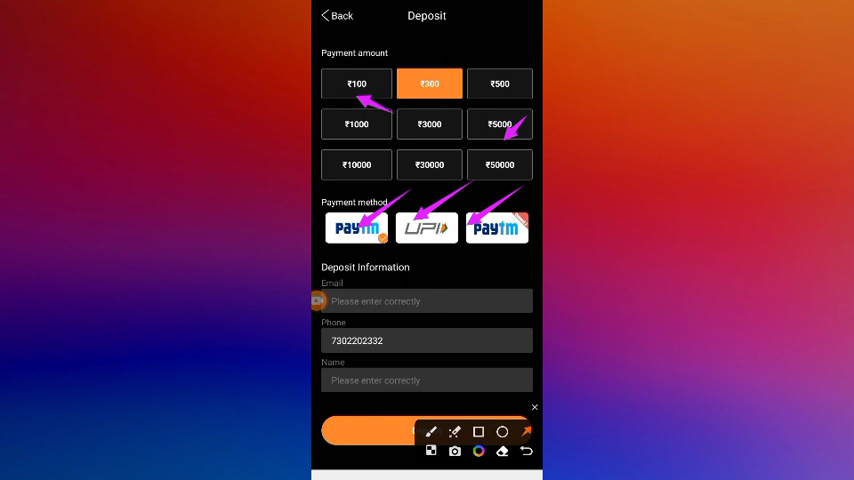 Back Deposit
Payment amount
₹100 ₹300 ₹500
₹1000 ₹3000 ₹5000
₹10000 ₹30000 ₹50000
Payment method
Paytm UPI Paytm
Deposit Information
Email
Please enter correctly
Phone
7302202332
Name
Please enter correctly